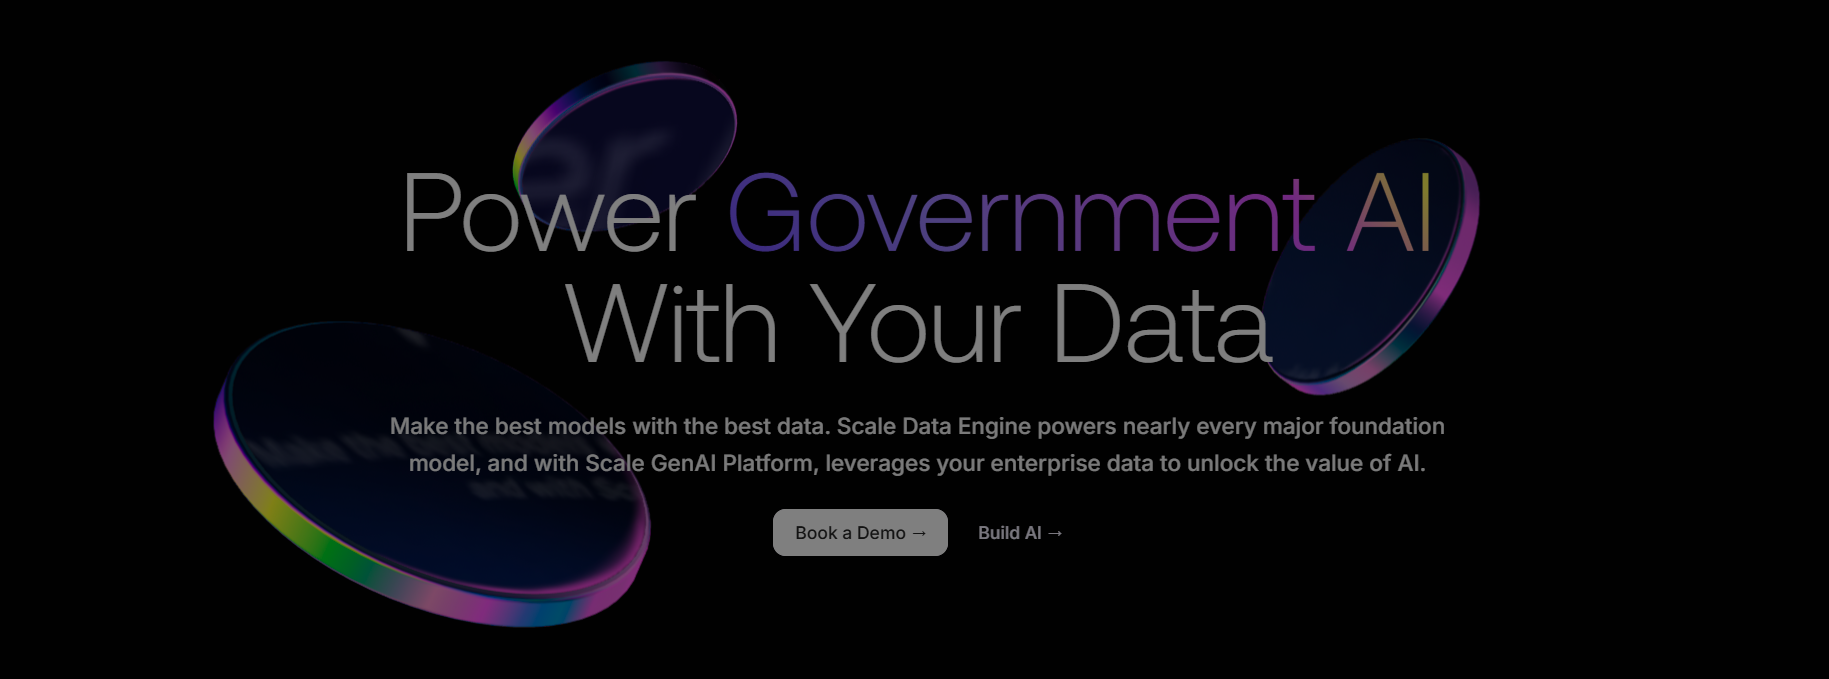 Power Government AI
With Your Data
Make the best models with the best data. Scale Data Engine powers nearly every major foundation
model, and with Scale GenAI Platform, leverages your enterprise data to unlock the value of AI.
Book a Demo →
Build AI →